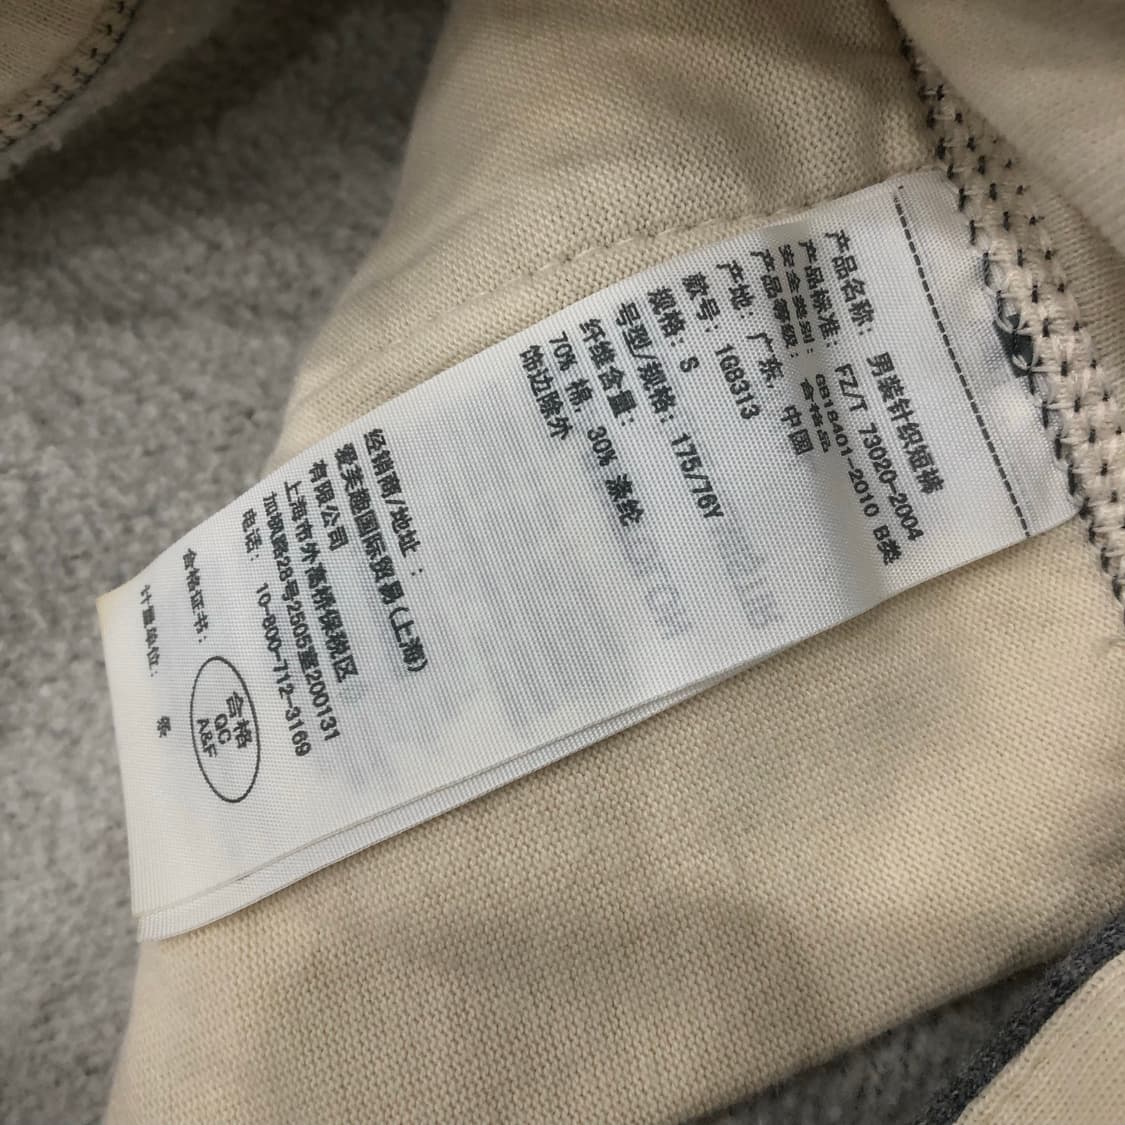 产品名称: 男装针织短裤
产品标准: FZ/T 73020-2004
安全类别: GB18401-2010 B类
产品等级: 合格品
产地: 广东, 中国
款号: 168313
规格: S
号型/规格: 175/76Y
纤维含量:
70% 棉, 30% 涤纶
饰边除外
经销商/地址:
爱芙趣国际贸易(上海)
有限公司
上海市外高桥保税区
加枫路28号2505室200131
电话: 10-800-712-3169
合格证书:
合格
QC
A&F
计量单位: 条